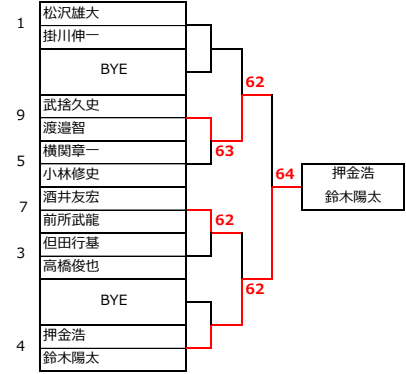 1
松沢雄大
掛川伸一
BYE
62
9
武捨久史
渡邉智
63
5
横関章一
小林修史
64
押金浩
鈴木陽太
7
酒井友宏
前所武龍
62
3
但田行基
高橋俊也
62
BYE
4
押金浩
鈴木陽太